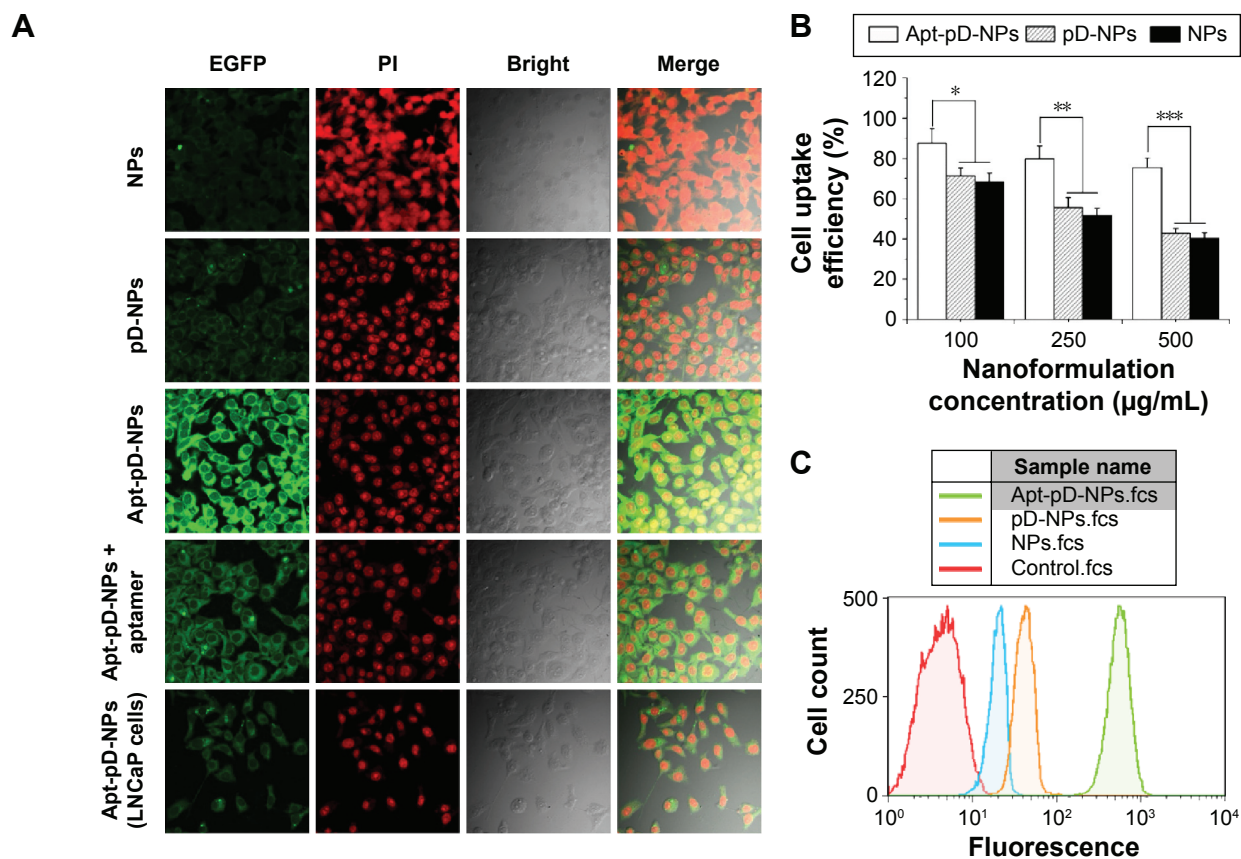 A
EGFP PI Bright Merge
NPs
pD-NPs
Apt-pD-NPs
Apt-pD-NPs +
aptamer
Apt-pD-NPs
(LNCaP cells)
B
Apt-pD-NPs pD-NPs NPs
120
100
80
60
40
20
0
* ** ***
100 250 500
Cell uptake
efficiency (%)
Nanoformulation
concentration (µg/mL)
C
Sample name
Apt-pD-NPs.fcs
pD-NPs.fcs
NPs.fcs
Control.fcs
500
250
0
Cell count
10⁰ 10¹ 10² 10³ 10⁴
Fluorescence